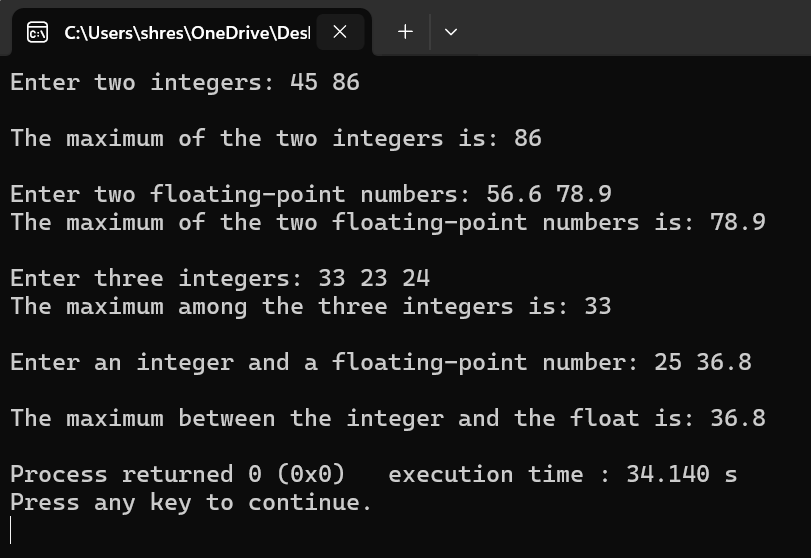 C:\Users\shres\OneDrive\Desl
Enter two integers: 45 86
The maximum of the two integers is: 86
Enter two floating-point numbers: 56.6 78.9
The maximum of the two floating-point numbers is: 78.9
Enter three integers: 33 23 24
The maximum among the three integers is: 33
Enter an integer and a floating-point number: 25 36.8
The maximum between the integer and the float is: 36.8
Process returned 0 (0x0)   execution time : 34.140 s
Press any key to continue.